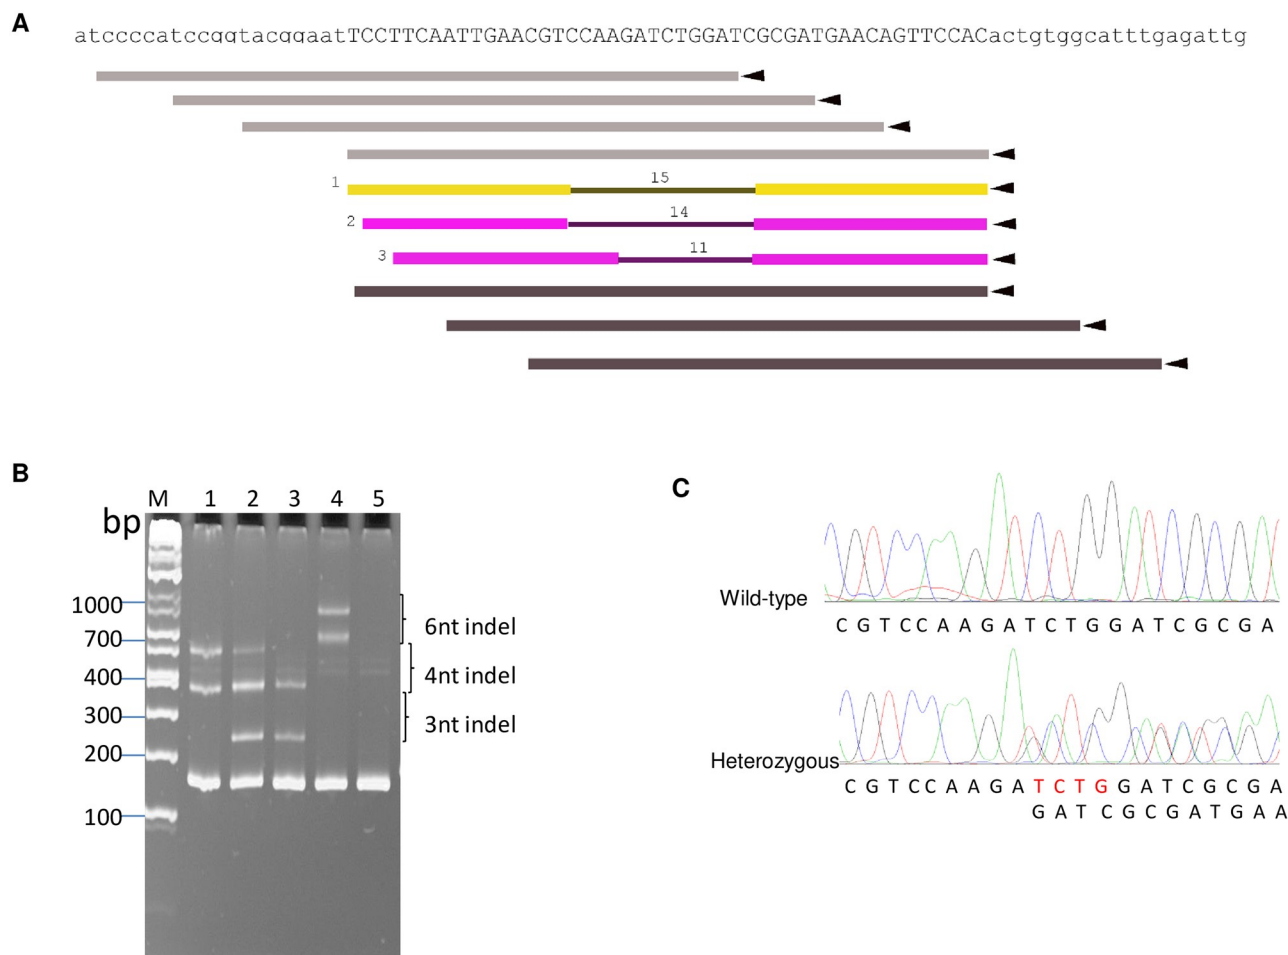 A
atccccatccggtacggaatTCCTTCAATTGAACGTCCAAGATCTGGATCGCGATGAACAGTTCCACactgtggcatttgagattg
1 15
2 14
3 11
B
M 1 2 3 4 5
bp
1000
700
400
300
200
100
6nt indel
4nt indel
3nt indel
C
Wild-type
C G T C C A A G A T C T G G A T C G C G A
Heterozygous
C G T C C A A G A T C T G G A T C G C G A
G A T C G C G A T G A A